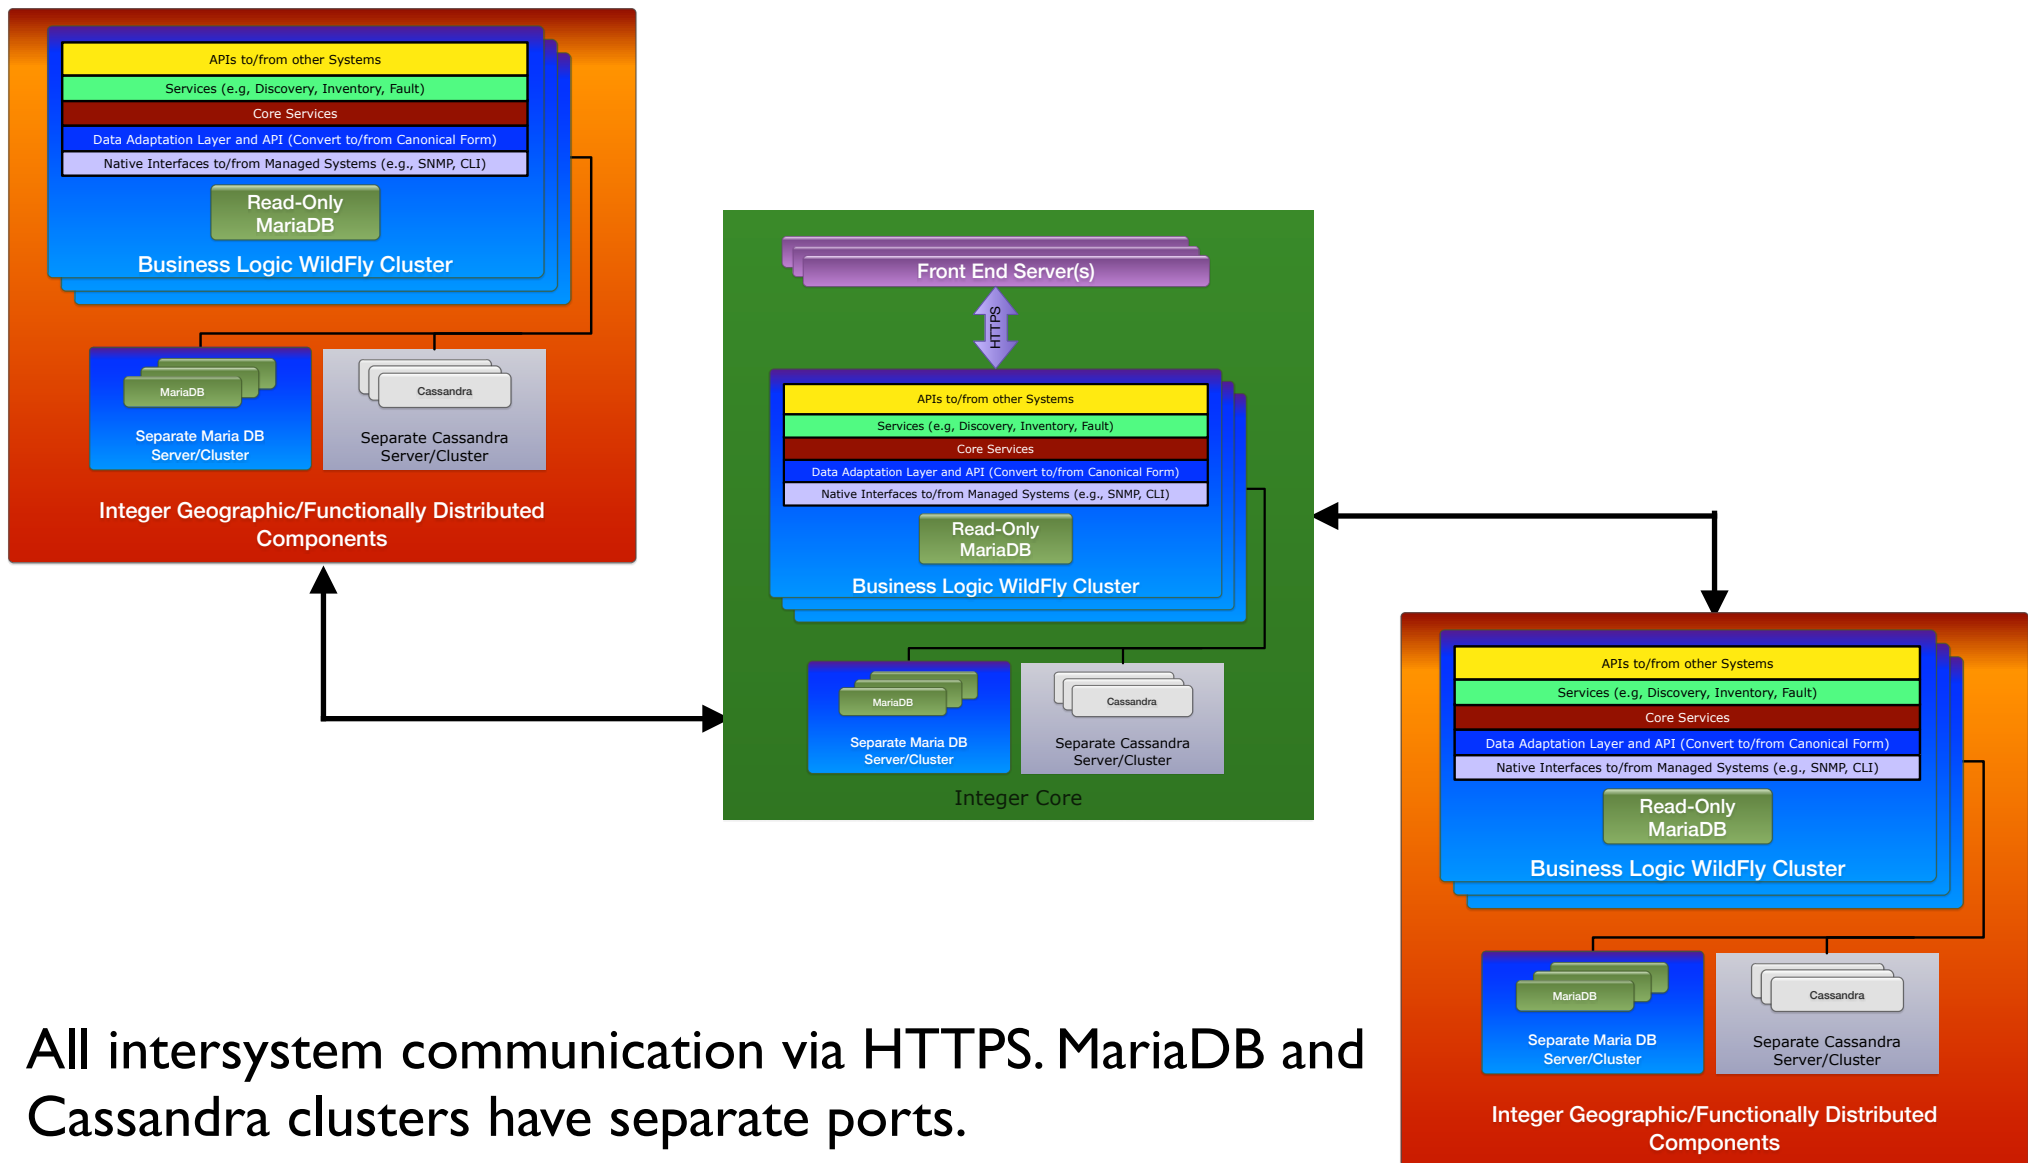 APIs to/from other Systems
Services (e.g, Discovery, Inventory, Fault)
Core Services
Data Adaptation Layer and API (Convert to/from Canonical Form)
Native Interfaces to/from Managed Systems (e.g., SNMP, CLI)
Read-Only
MariaDB
Business Logic WildFly Cluster
MariaDB
Separate Maria DB
Server/Cluster
Cassandra
Separate Cassandra
Server/Cluster
Integer Geographic/Functionally Distributed
Components
Front End Server(s)
HTTPS
APIs to/from other Systems
Services (e.g, Discovery, Inventory, Fault)
Core Services
Data Adaptation Layer and API (Convert to/from Canonical Form)
Native Interfaces to/from Managed Systems (e.g., SNMP, CLI)
Read-Only
MariaDB
Business Logic WildFly Cluster
MariaDB
Separate Maria DB
Server/Cluster
Cassandra
Separate Cassandra
Server/Cluster
Integer Core
APIs to/from other Systems
Services (e.g, Discovery, Inventory, Fault)
Core Services
Data Adaptation Layer and API (Convert to/from Canonical Form)
Native Interfaces to/from Managed Systems (e.g., SNMP, CLI)
Read-Only
MariaDB
Business Logic WildFly Cluster
MariaDB
Separate Maria DB
Server/Cluster
Cassandra
Separate Cassandra
Server/Cluster
Integer Geographic/Functionally Distributed
Components
All intersystem communication via HTTPS. MariaDB and
Cassandra clusters have separate ports.